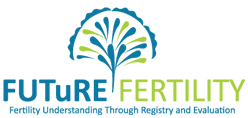 FUTuRE FERTILITY
Fertility Understanding Through Registry and Evaluation